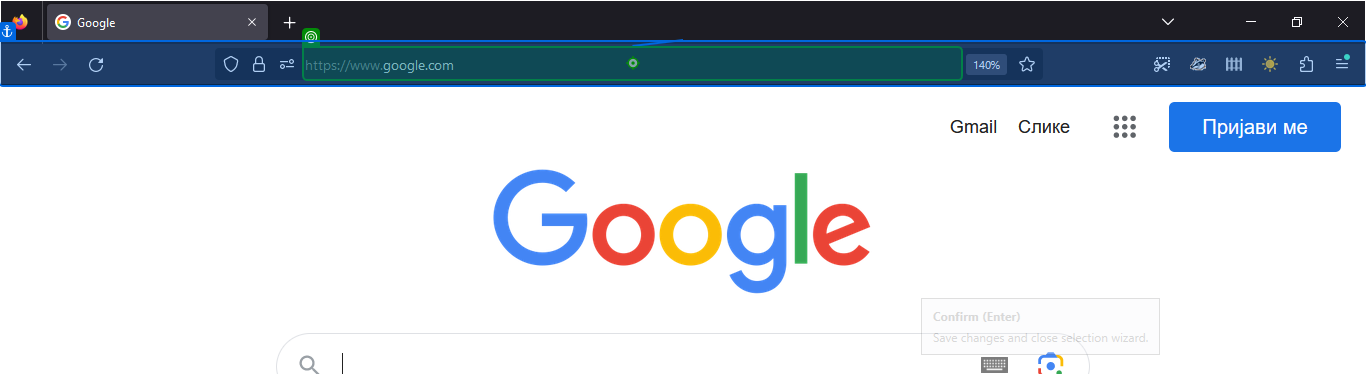 Google
https://www.google.com
140%
Gmail Слике Пријави ме
Google
Confirm (Enter)
Save changes and close selection wizard.